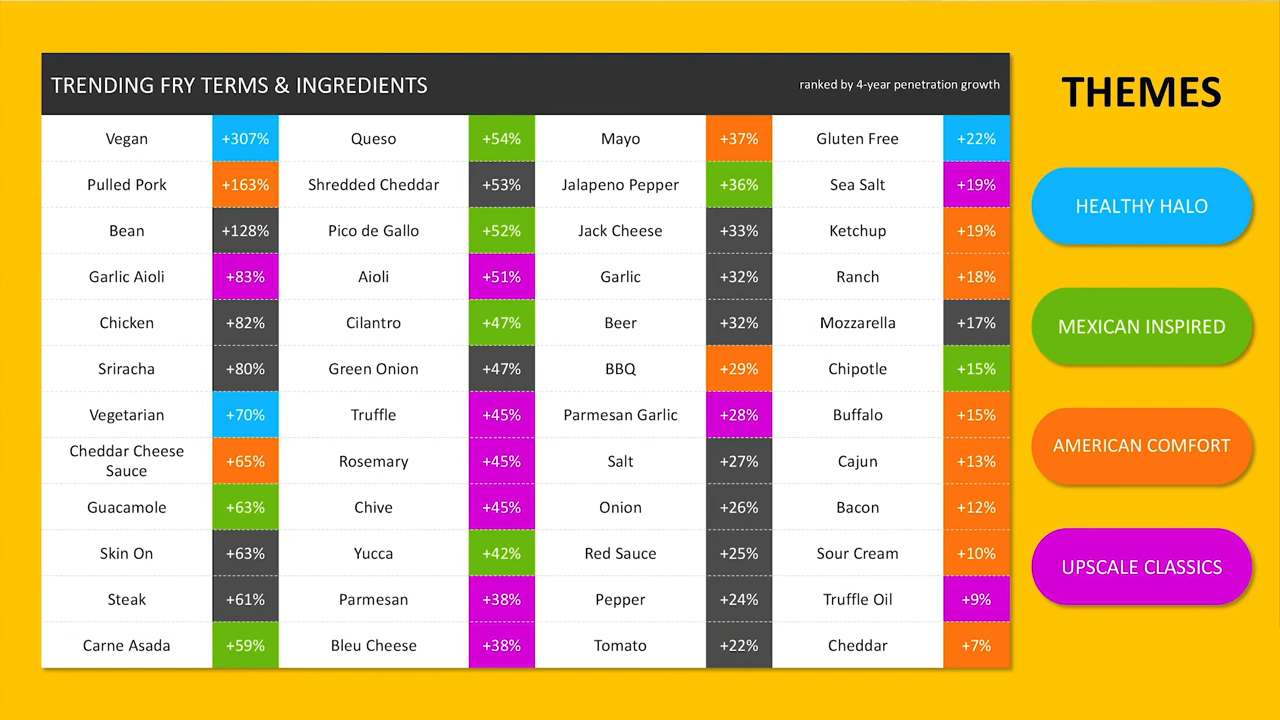 TRENDING FRY TERMS & INGREDIENTS
ranked by 4-year penetration growth
THEMES
Vegan +307% Queso +54% Mayo +37% Gluten Free +22%
Pulled Pork +163% Shredded Cheddar +53% Jalapeno Pepper +36% Sea Salt +19%
Bean +128% Pico de Gallo +52% Jack Cheese +33% Ketchup +19%
Garlic Aioli +83% Aioli +51% Garlic +32% Ranch +18%
Chicken +82% Cilantro +47% Beer +32% Mozzarella +17%
Sriracha +80% Green Onion +47% BBQ +29% Chipotle +15%
Vegetarian +70% Truffle +45% Parmesan Garlic +28% Buffalo +15%
Cheddar Cheese
Sauce +65% Rosemary +45% Salt +27% Cajun +13%
Guacamole +63% Chive +45% Onion +26% Bacon +12%
Skin On +63% Yucca +42% Red Sauce +25% Sour Cream +10%
Steak +61% Parmesan +38% Pepper +24% Truffle Oil +9%
Carne Asada +59% Bleu Cheese +38% Tomato +22% Cheddar +7%
HEALTHY HALO
MEXICAN INSPIRED
AMERICAN COMFORT
UPSCALE CLASSICS